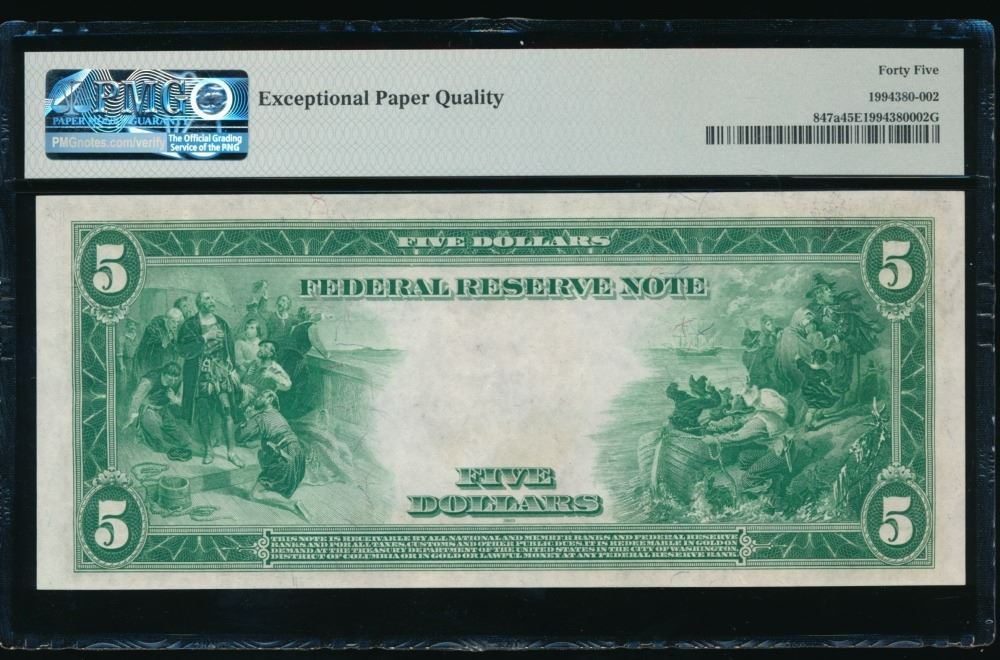 PMG
PAPER MONEY GUARANTY
PMGnotes.com/verify
The Official Grading
Service of the PNG
Exceptional Paper Quality
Forty Five
1994380-002
847a45E1994380002G
FIVE DOLLARS
5
5
FEDERAL RESERVE NOTE
FIVE
DOLLARS
5
5
THIS NOTE IS RECEIVABLE BY ALL NATIONAL AND MEMBER BANKS AND FEDERAL RESERVE
BANKS AND FOR ALL TAXES, CUSTOMS AND OTHER PUBLIC DUES. IT IS REDEEMABLE IN GOLD ON
DEMAND AT THE TREASURY DEPARTMENT OF THE UNITED STATES IN THE CITY OF WASHINGTON
DISTRICT OF COLUMBIA OR IN GOLD OR LAWFUL MONEY AT ANY FEDERAL RESERVE BANK.